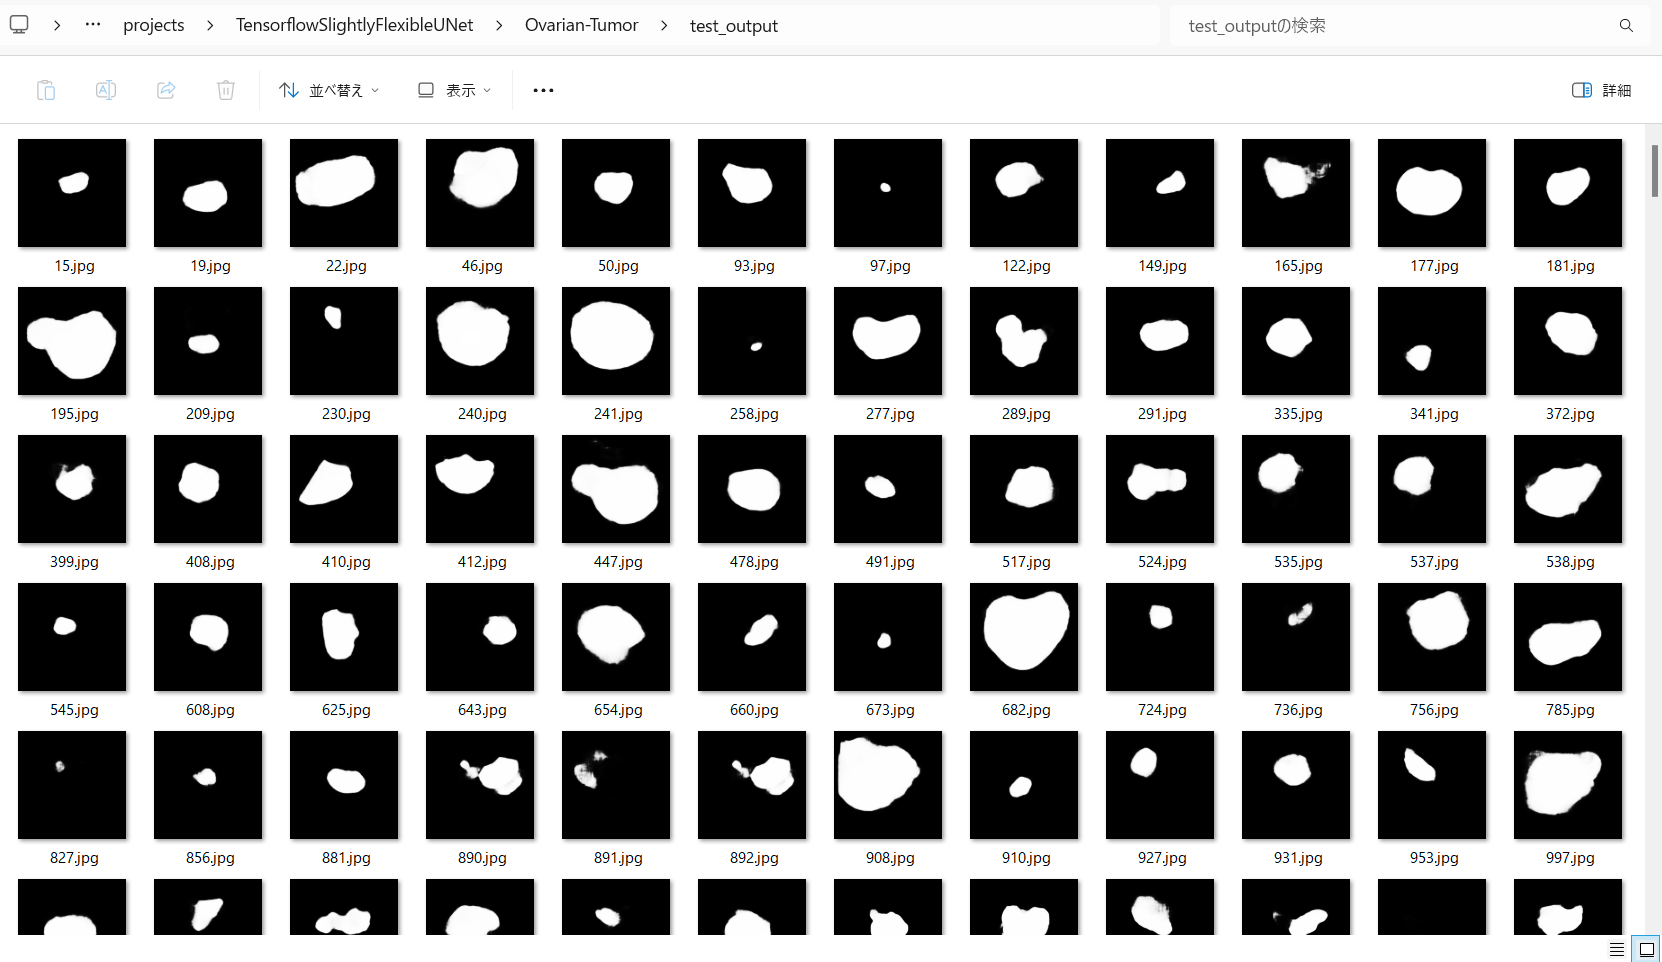 … projects TensorflowSlightlyFlexibleUNet Ovarian-Tumor test_output test_outputの検索
並べ替え 表示 … 詳細
15.jpg 19.jpg 22.jpg 46.jpg 50.jpg 93.jpg 97.jpg 122.jpg 149.jpg 165.jpg 177.jpg 181.jpg
195.jpg 209.jpg 230.jpg 240.jpg 241.jpg 258.jpg 277.jpg 289.jpg 291.jpg 335.jpg 341.jpg 372.jpg
399.jpg 408.jpg 410.jpg 412.jpg 447.jpg 478.jpg 491.jpg 517.jpg 524.jpg 535.jpg 537.jpg 538.jpg
545.jpg 608.jpg 625.jpg 643.jpg 654.jpg 660.jpg 673.jpg 682.jpg 724.jpg 736.jpg 756.jpg 785.jpg
827.jpg 856.jpg 881.jpg 890.jpg 891.jpg 892.jpg 908.jpg 910.jpg 927.jpg 931.jpg 953.jpg 997.jpg